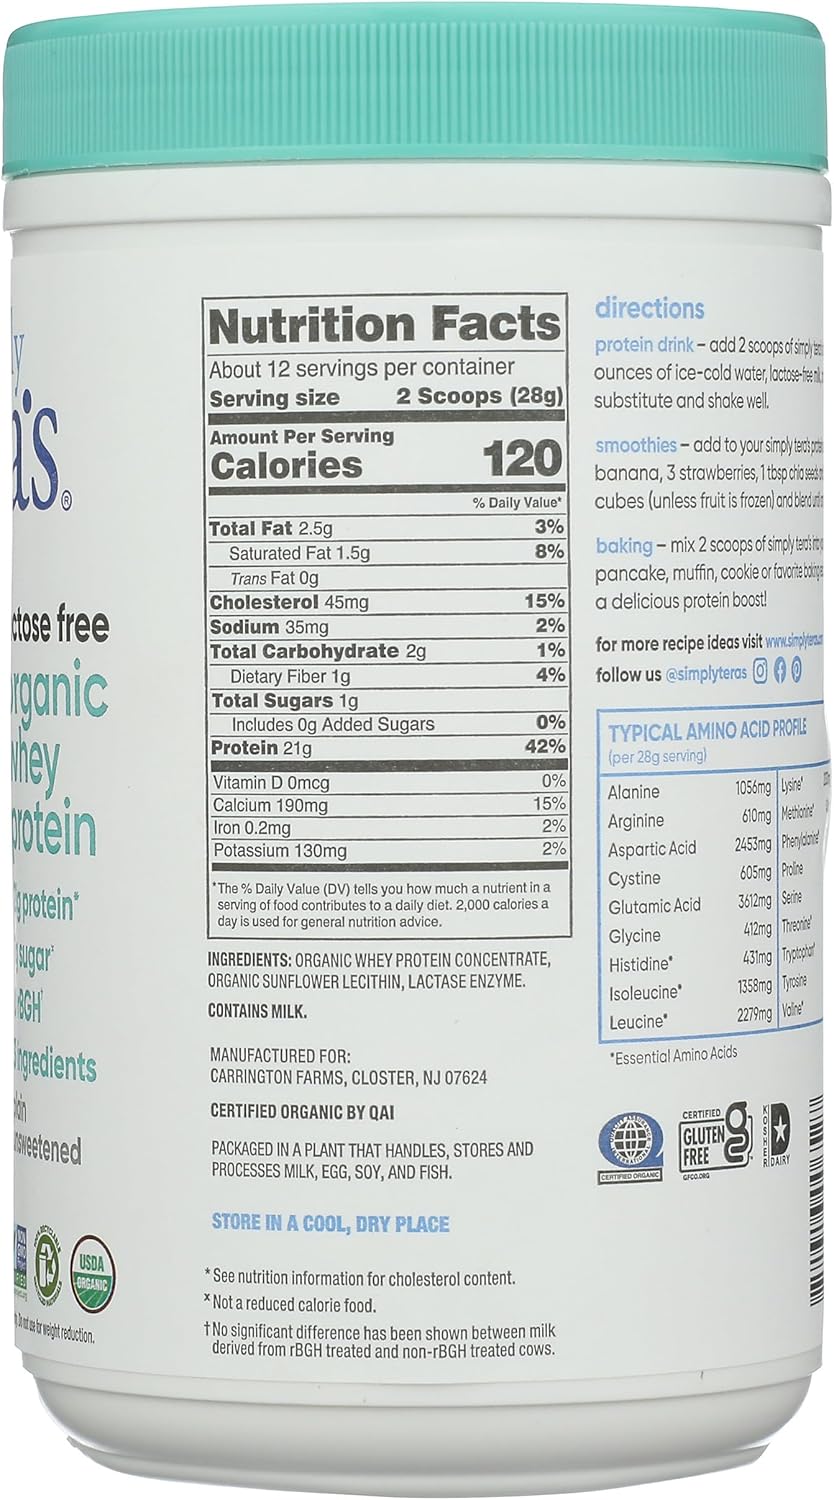 ly
a's®
lactose free
organic
whey
protein
protein*
sugar
rBGH†
ingredients
plain
unsweetened
USDA
ORGANIC
Do not use for weight reduction.
Nutrition Facts
About 12 servings per container
Serving size 2 Scoops (28g)
Amount Per Serving
Calories 120
% Daily Value*
Total Fat 2.5g 3%
Saturated Fat 1.5g 8%
Trans Fat 0g
Cholesterol 45mg 15%
Sodium 35mg 2%
Total Carbohydrate 2g 1%
Dietary Fiber 1g 4%
Total Sugars 1g
Includes 0g Added Sugars 0%
Protein 21g 42%
Vitamin D 0mcg 0%
Calcium 190mg 15%
Iron 0.2mg 2%
Potassium 130mg 2%
*The % Daily Value (DV) tells you how much a nutrient in a
serving of food contributes to a daily diet. 2,000 calories a
day is used for general nutrition advice.
INGREDIENTS: ORGANIC WHEY PROTEIN CONCENTRATE,
ORGANIC SUNFLOWER LECITHIN, LACTASE ENZYME.
CONTAINS MILK.
MANUFACTURED FOR:
CARRINGTON FARMS, CLOSTER, NJ 07624
CERTIFIED ORGANIC BY QAI
PACKAGED IN A PLANT THAT HANDLES, STORES AND
PROCESSES MILK, EGG, SOY, AND FISH.
STORE IN A COOL, DRY PLACE
*See nutrition information for cholesterol content.
xNot a reduced calorie food.
†No significant difference has been shown between milk
derived from rBGH treated and non-rBGH treated cows.
directions
protein drink – add 2 scoops of simply tera's
ounces of ice-cold water, lactose-free milk,
substitute and shake well.
smoothies – add to your simply tera's
banana, 3 strawberries, 1 tbsp chia seeds
cubes (unless fruit is frozen) and blend
baking – mix 2 scoops of simply tera's
pancake, muffin, cookie or favorite baking
a delicious protein boost!
for more recipe ideas visit www.simplyteras.com
follow us @simplyteras
TYPICAL AMINO ACID PROFILE
(per 28g serving)
Alanine 1056mg Lysine*
Arginine 610mg Methionine*
Aspartic Acid 2453mg Phenylalanine*
Cystine 605mg Proline
Glutamic Acid 3612mg Serine
Glycine 412mg Threonine*
Histidine* 431mg Tryptophan*
Isoleucine* 1358mg Tyrosine
Leucine* 2279mg Valine*
*Essential Amino Acids
QUALITY ASSURANCE INTERNATIONAL
CERTIFIED ORGANIC
CERTIFIED
GLUTEN
FREE
GFCO.ORG
KOSHER
D
DAIRY